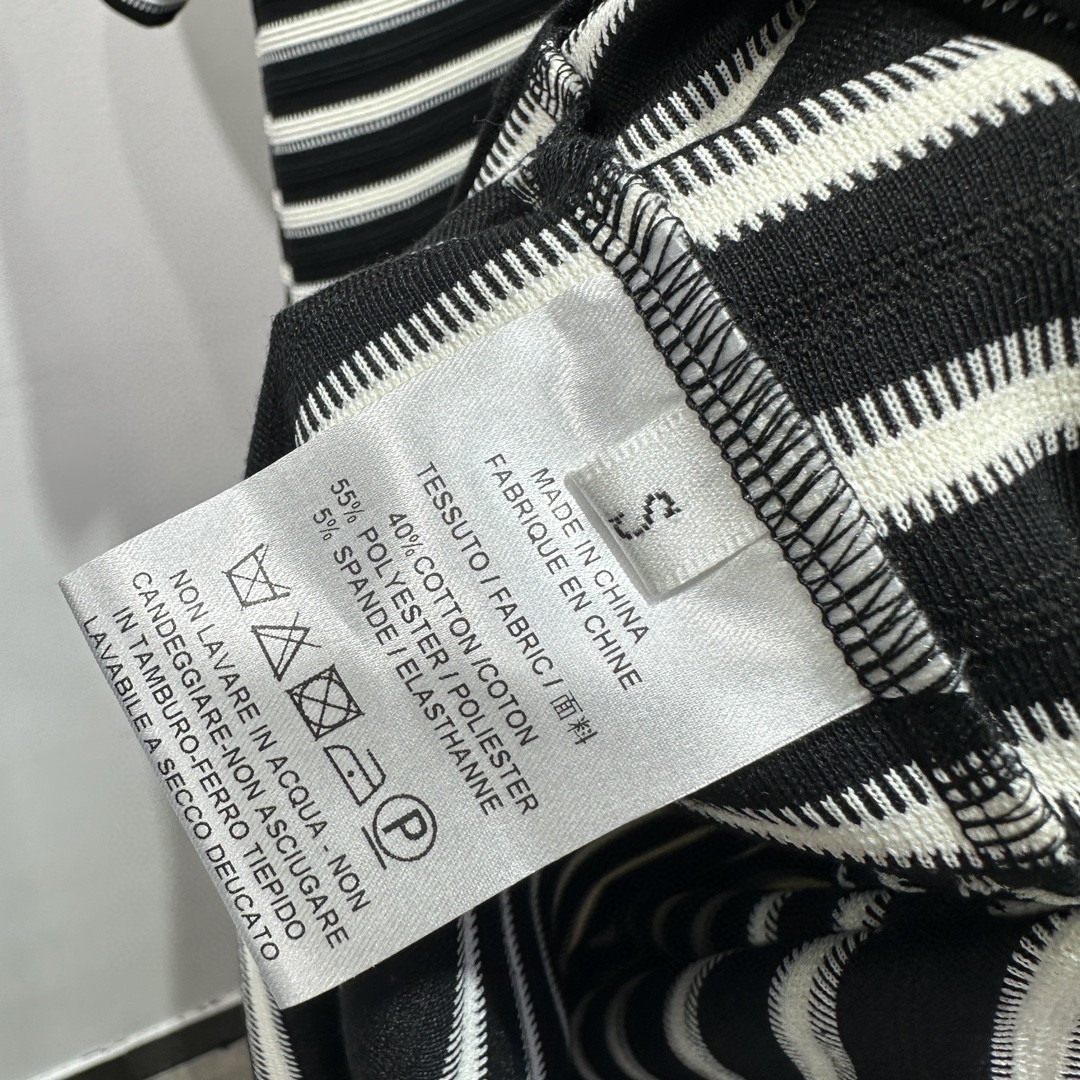 S
MADE IN CHINA
FABRIQUE EN CHINE
TESSUTO / FABRIC / 面料
40% COTTON /COTON
55% POLYESTER / POLIESTER
5% SPANDE / ELASTHANNE
P
NON LAVARE IN ACQUA - NON
CANDEGGIARE-NON ASCIUGARE
IN TAMBURO-FERRO TIEPIDO
LAVABILE A SECCO DEUCATO